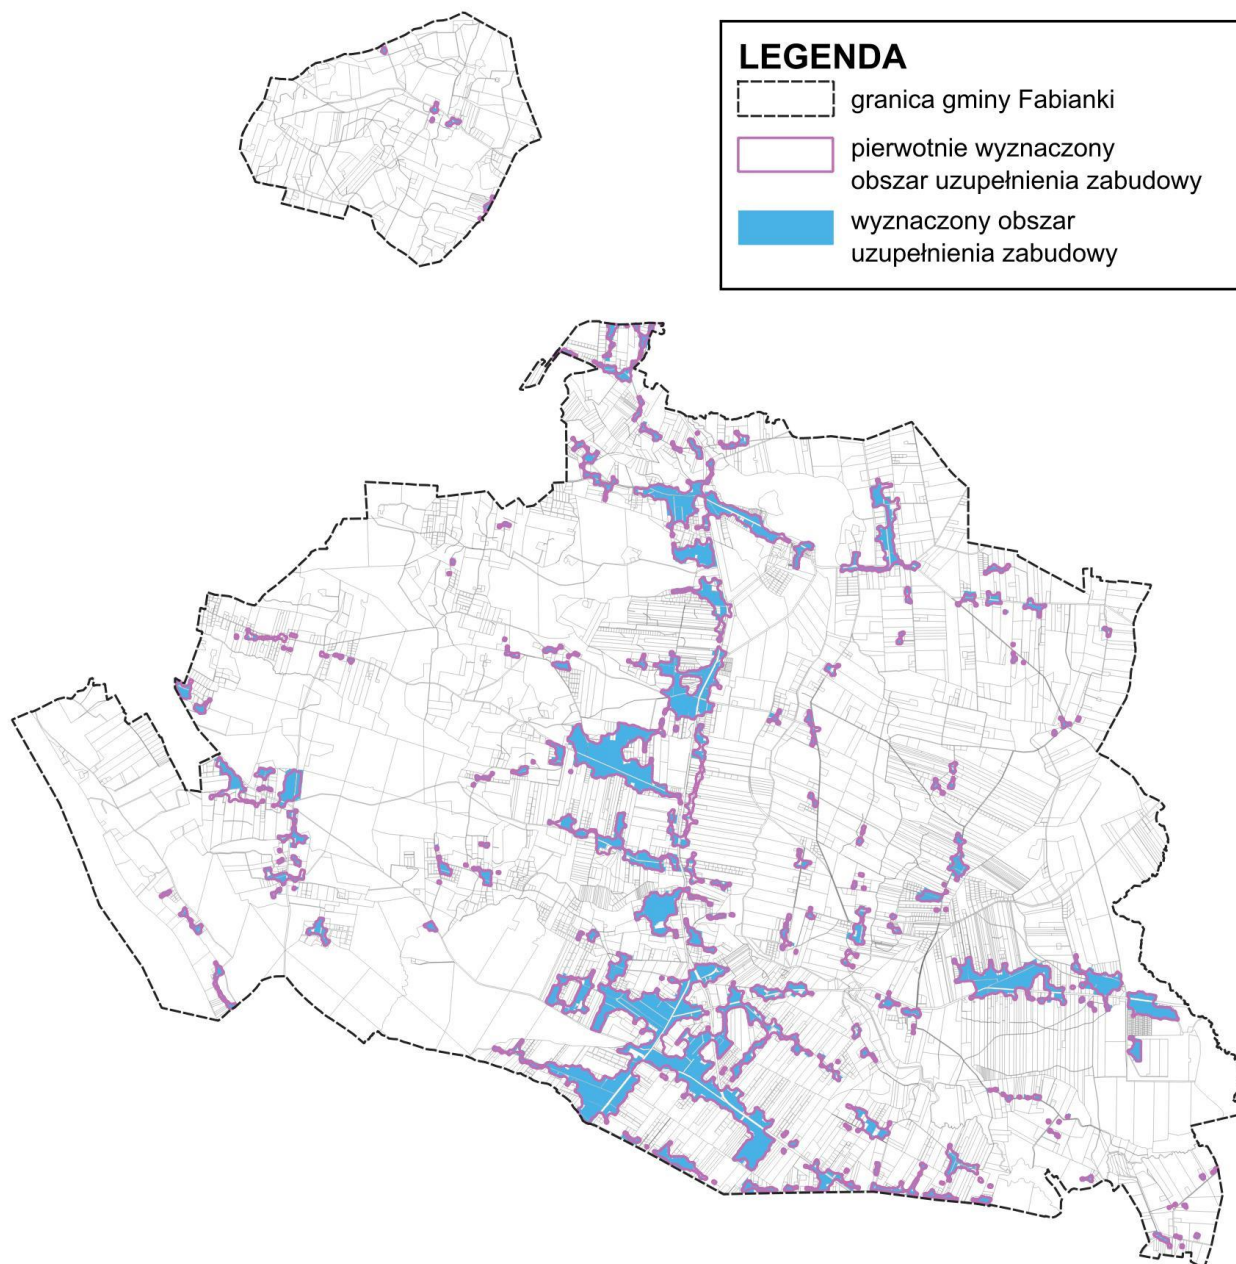 LEGENDA
granica gminy Fabianki
pierwotnie wyznaczony
obszar uzupełnienia zabudowy
wyznaczony obszar
uzupełnienia zabudowy